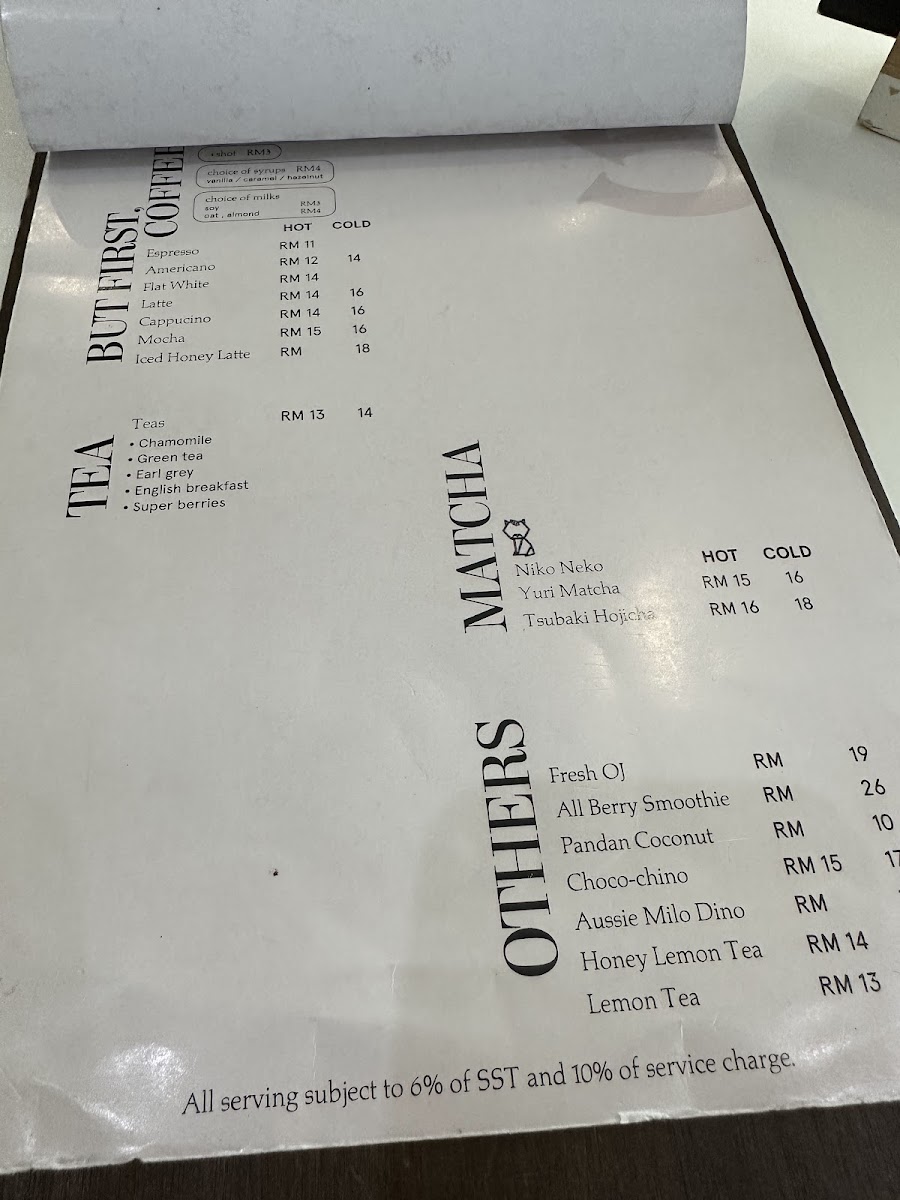 BUT FIRST,
COFFEE
+shot RM3
choice of syrups RM4
vanilla / caramel / hazelnut
choice of milks
soy RM3
oat , almond RM4
HOT COLD
Espresso RM 11
Americano RM 12 14
Flat White RM 14
Latte RM 14 16
Cappucino RM 14 16
Mocha RM 15 16
Iced Honey Latte RM 18
TEA
Teas RM 13 14
• Chamomile
• Green tea
• Earl grey
• English breakfast
• Super berries
MATCHA
HOT COLD
Niko Neko
Yuri Matcha RM 15 16
Tsubaki Hojicha RM 16 18
OTHERS
Fresh OJ RM 19
All Berry Smoothie RM 26
Pandan Coconut RM 10
Choco-chino RM 15 17
Aussie Milo Dino RM
Honey Lemon Tea RM 14
Lemon Tea RM 13
All serving subject to 6% of SST and 10% of service charge.